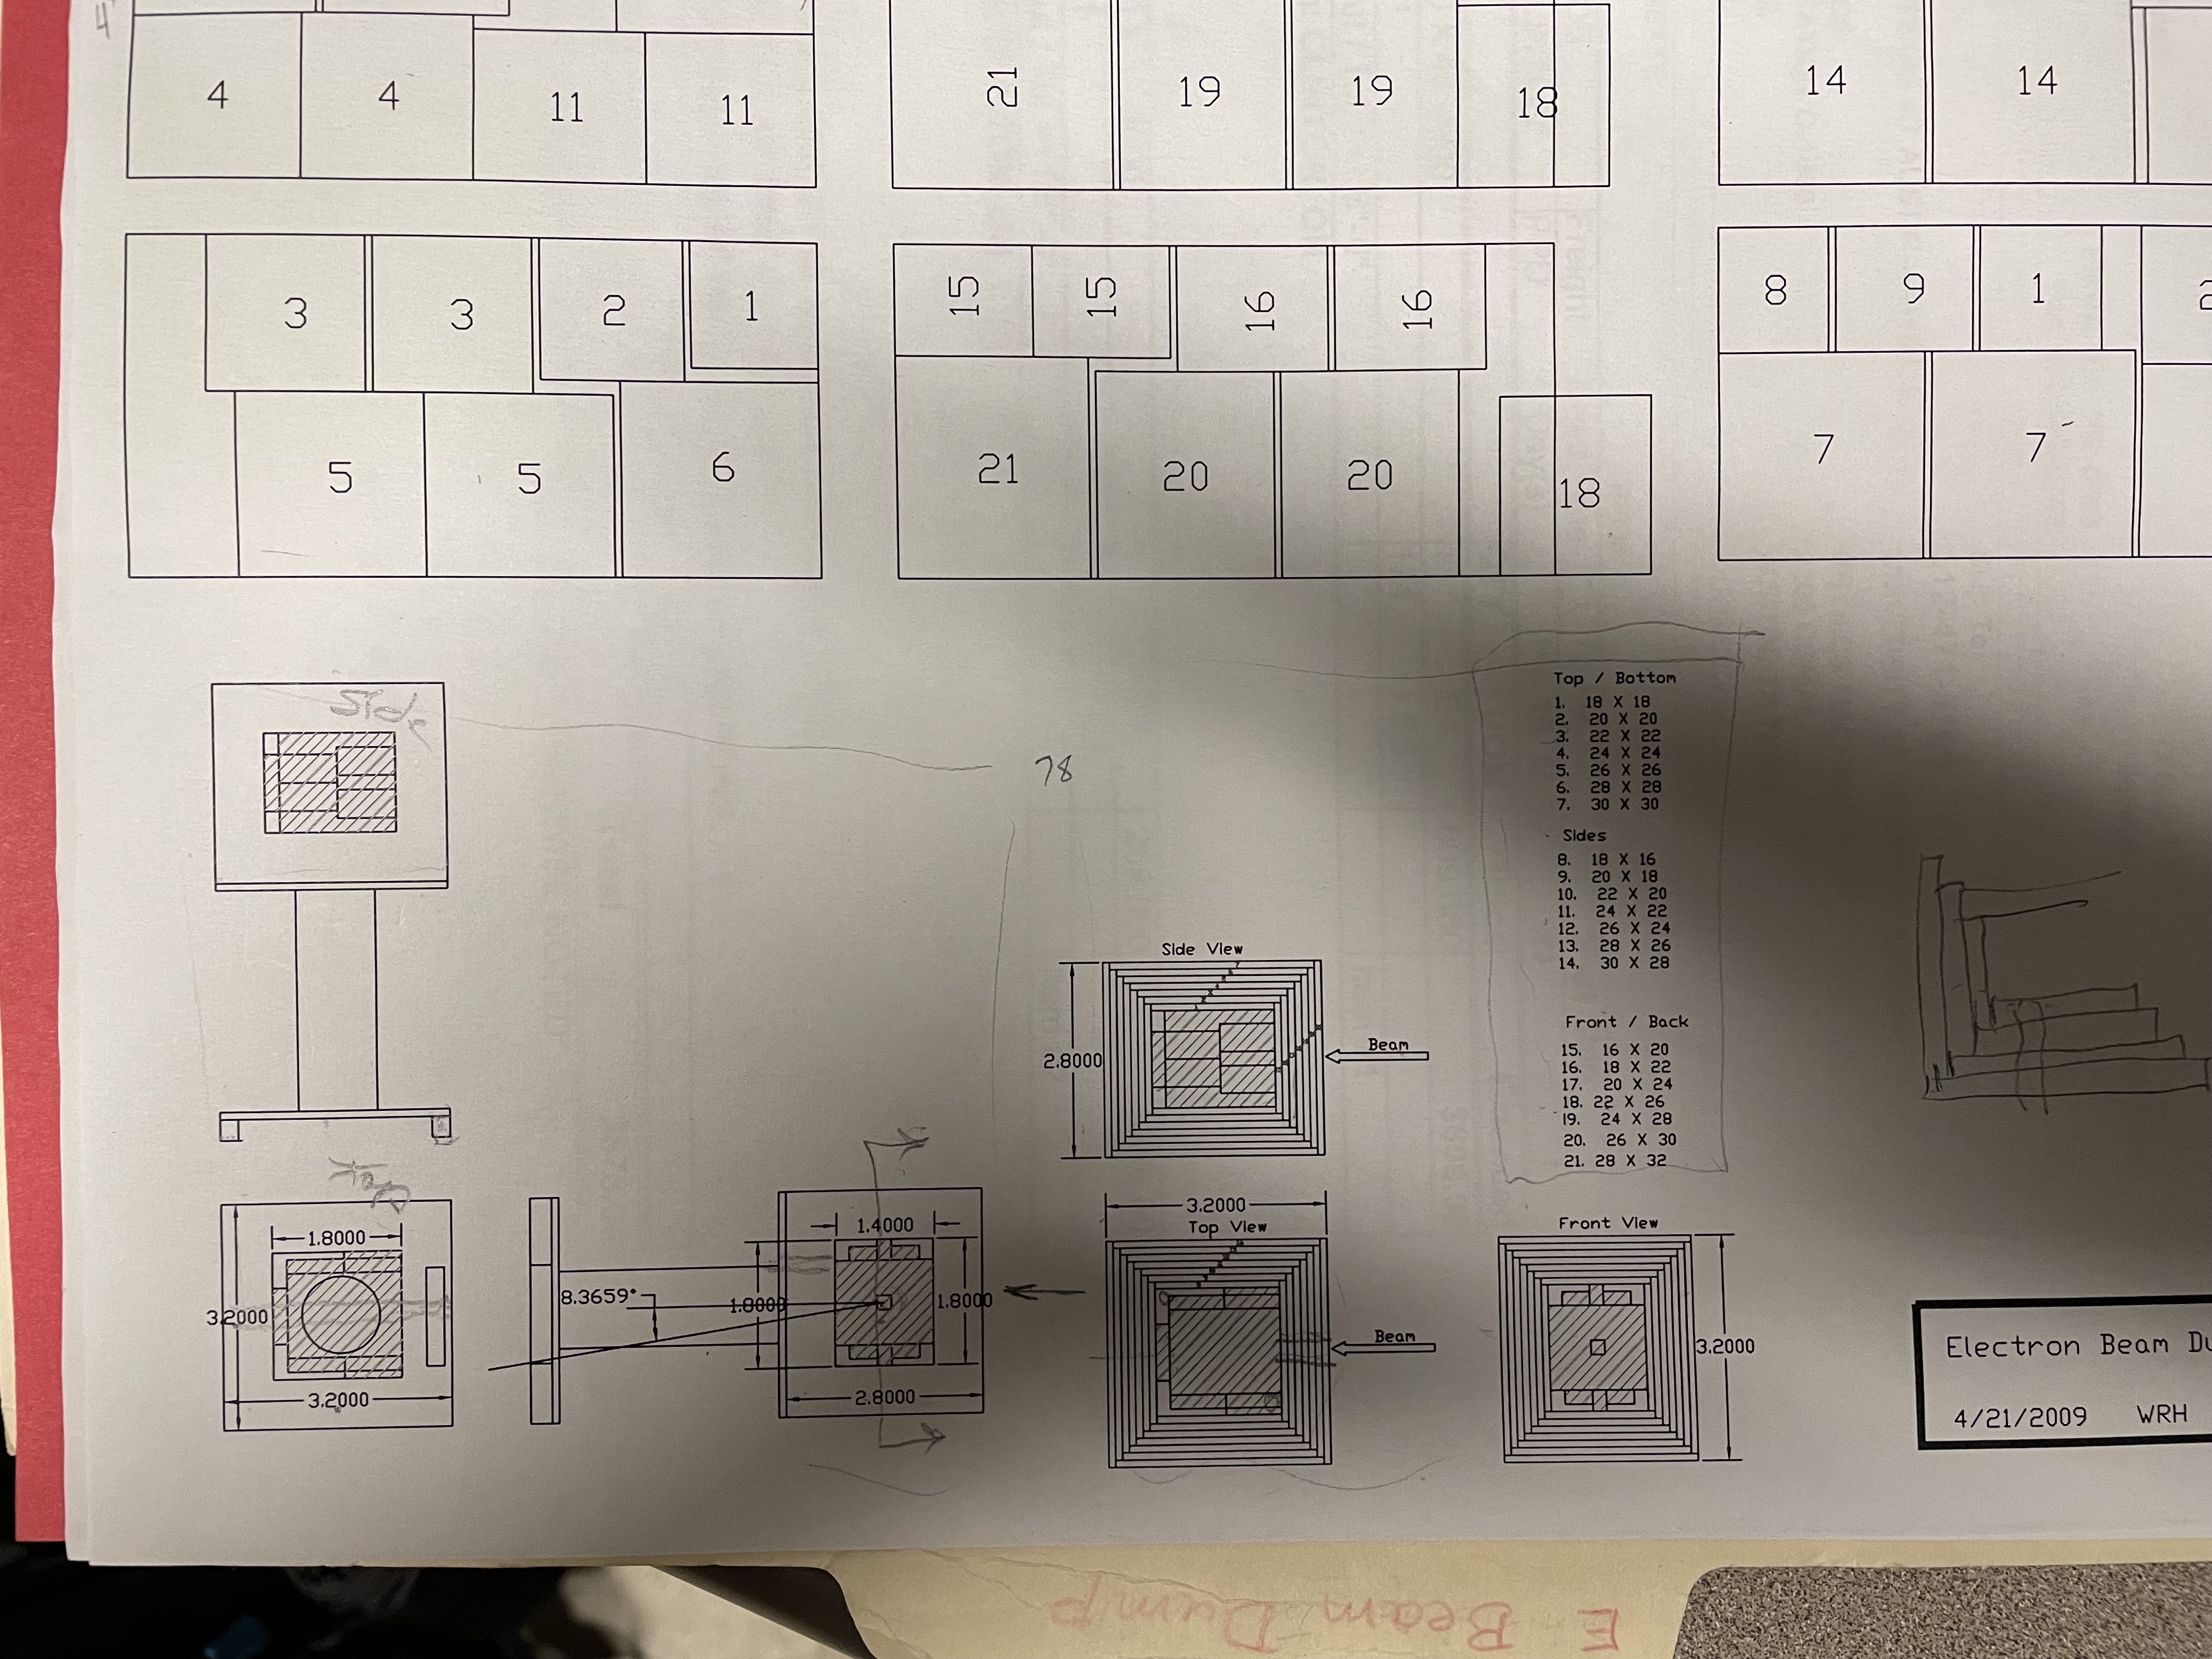 4
4
11
11
21
19
19
18
14
14
3
3
2
1
5
5
6
15
15
16
16
21
20
20
18
8
9
1
2
7
7
78
3.2000
3.2000
1.8000
8.3659°
1.8000
1.4000
1.8000
2.8000
Side View
2.8000
Beam
3.2000
Top View
Beam
Front View
3.2000
Top / Bottom
1. 18 X 18
2. 20 X 20
3. 22 X 22
4. 24 X 24
5. 26 X 26
6. 28 X 28
7. 30 X 30
Sides
8. 18 X 16
9. 20 X 18
10. 22 X 20
11. 24 X 22
12. 26 X 24
13. 28 X 26
14. 30 X 28
Front / Back
15. 16 X 20
16. 18 X 22
17. 20 X 24
18. 22 X 26
19. 24 X 28
20. 26 X 30
21. 28 X 32
Electron Beam Du
4/21/2009 WRH
E- Beam Dump